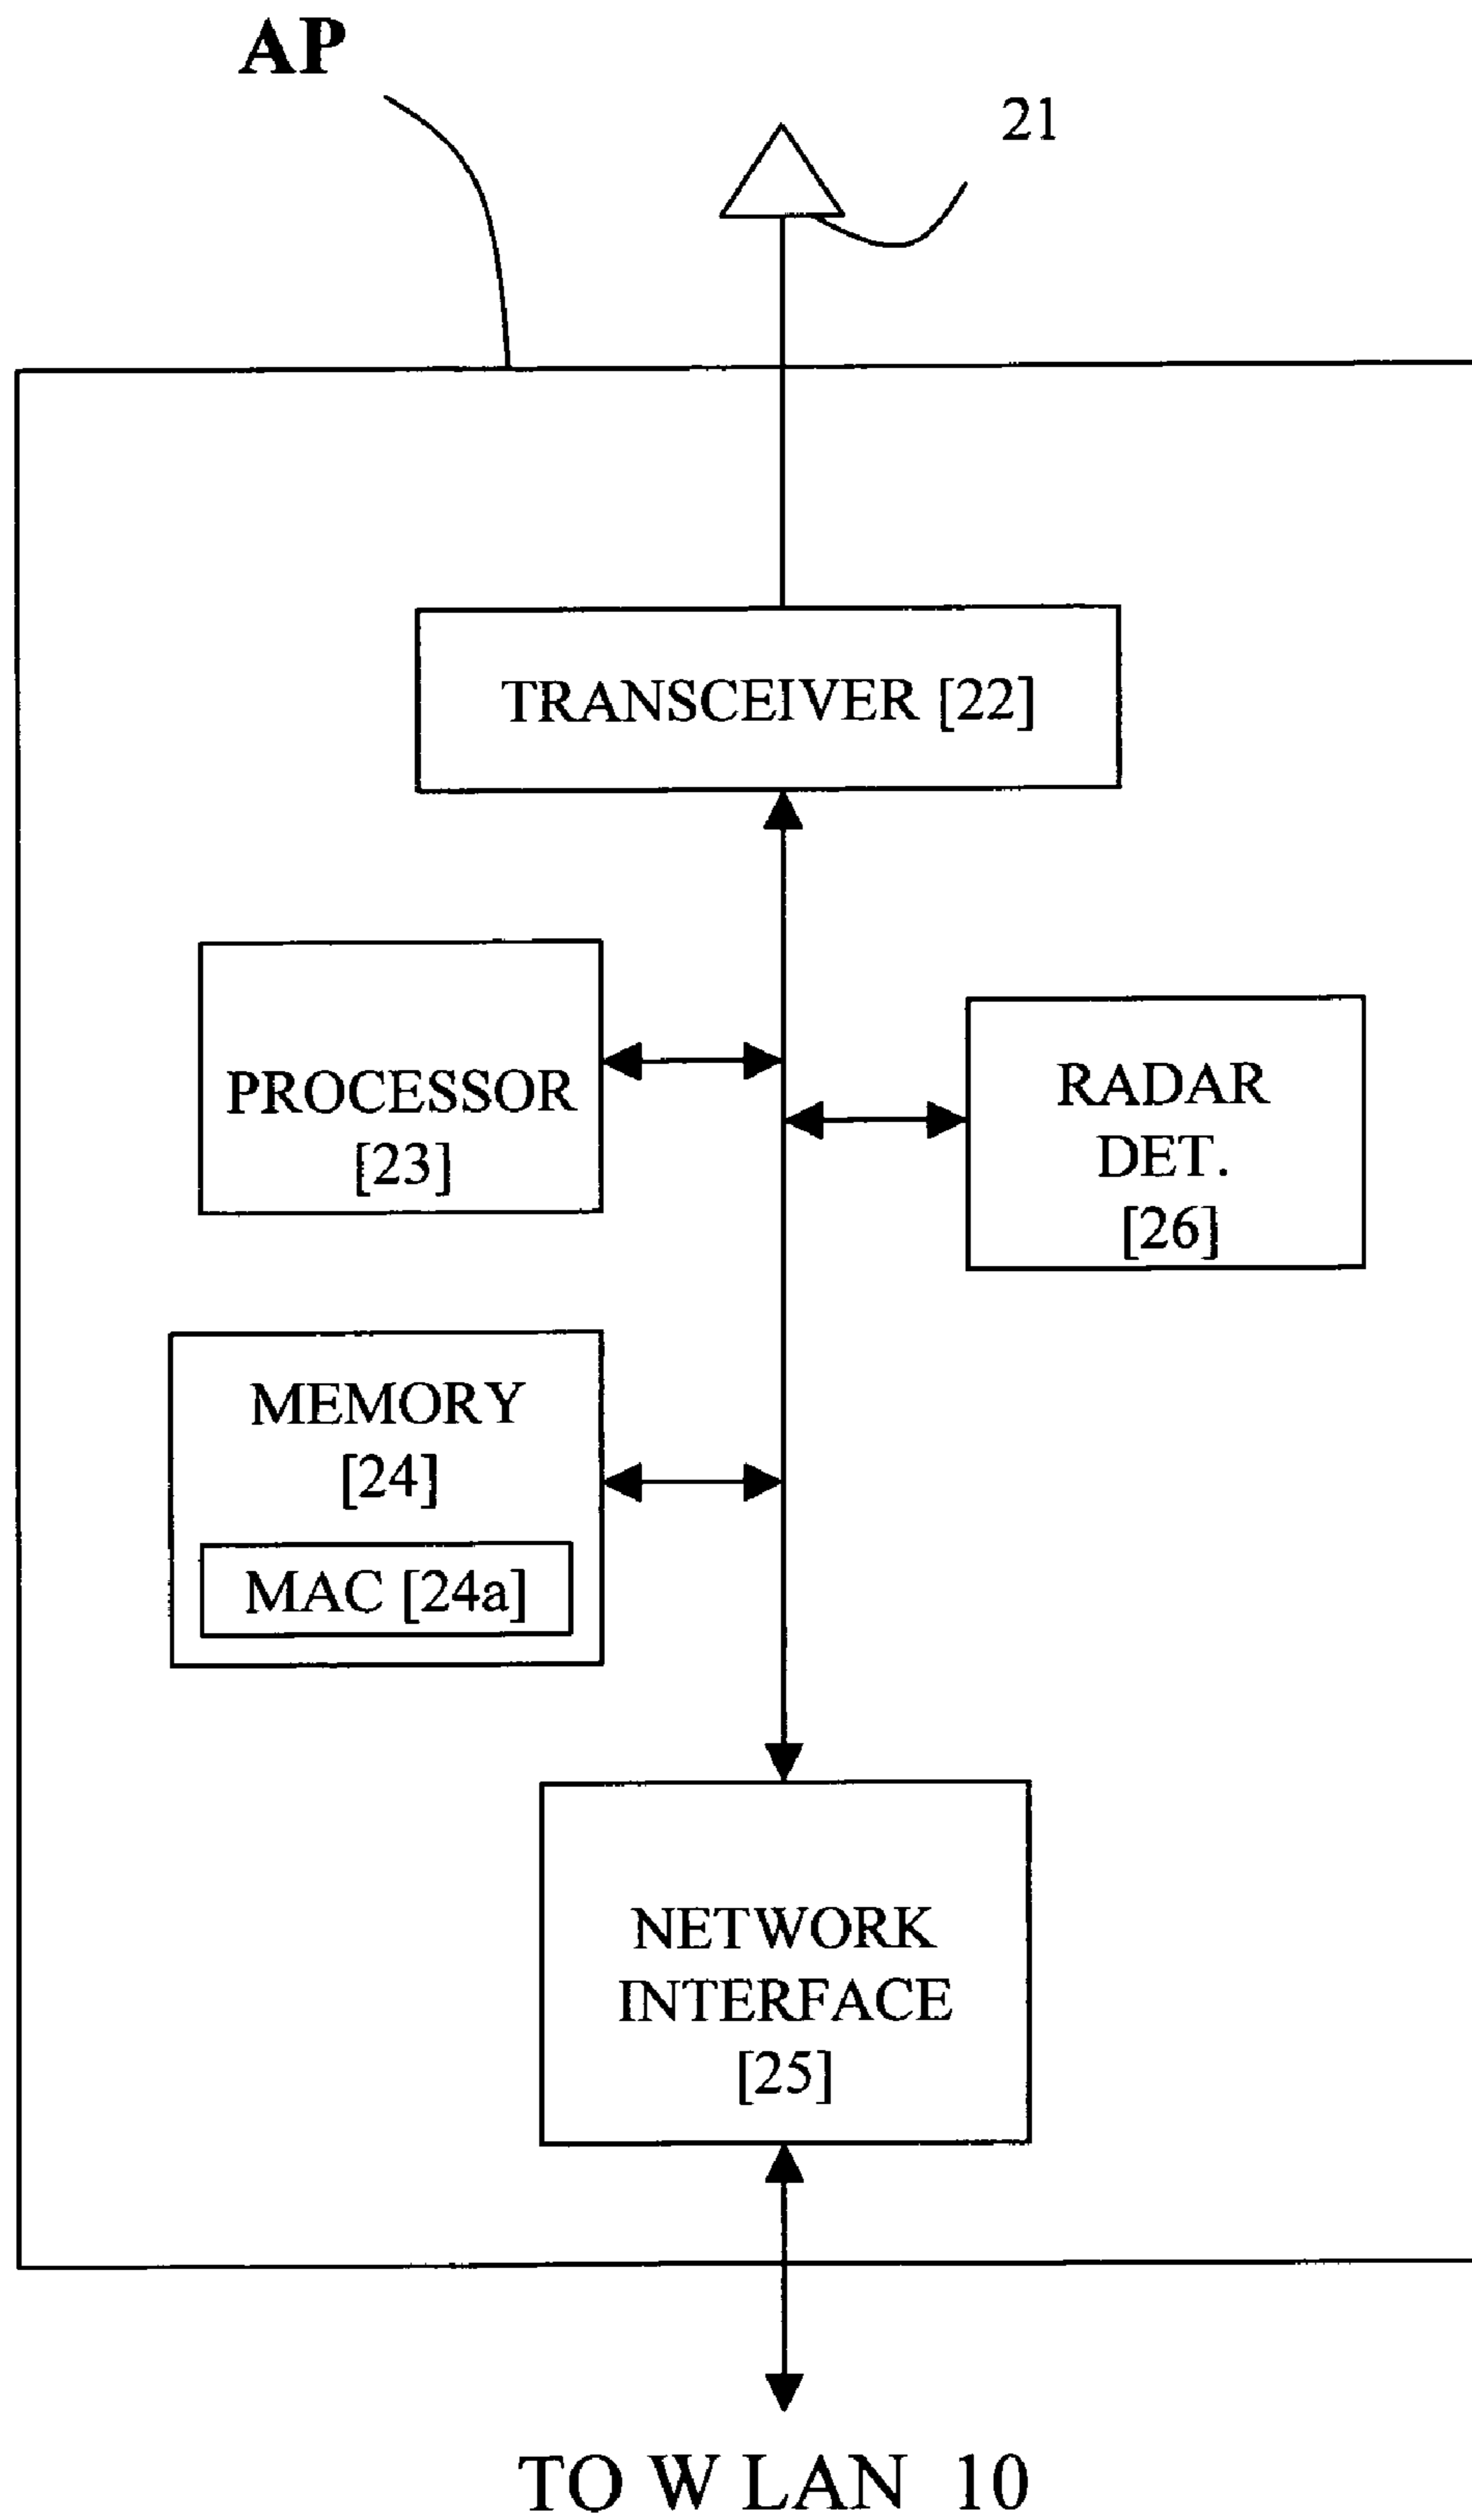 AP
21
TRANSCEIVER [22]
PROCESSOR
[23]
RADAR
DET.
[26]
MEMORY
[24]
MAC [24a]
NETWORK
INTERFACE
[25]
TO W LAN 10